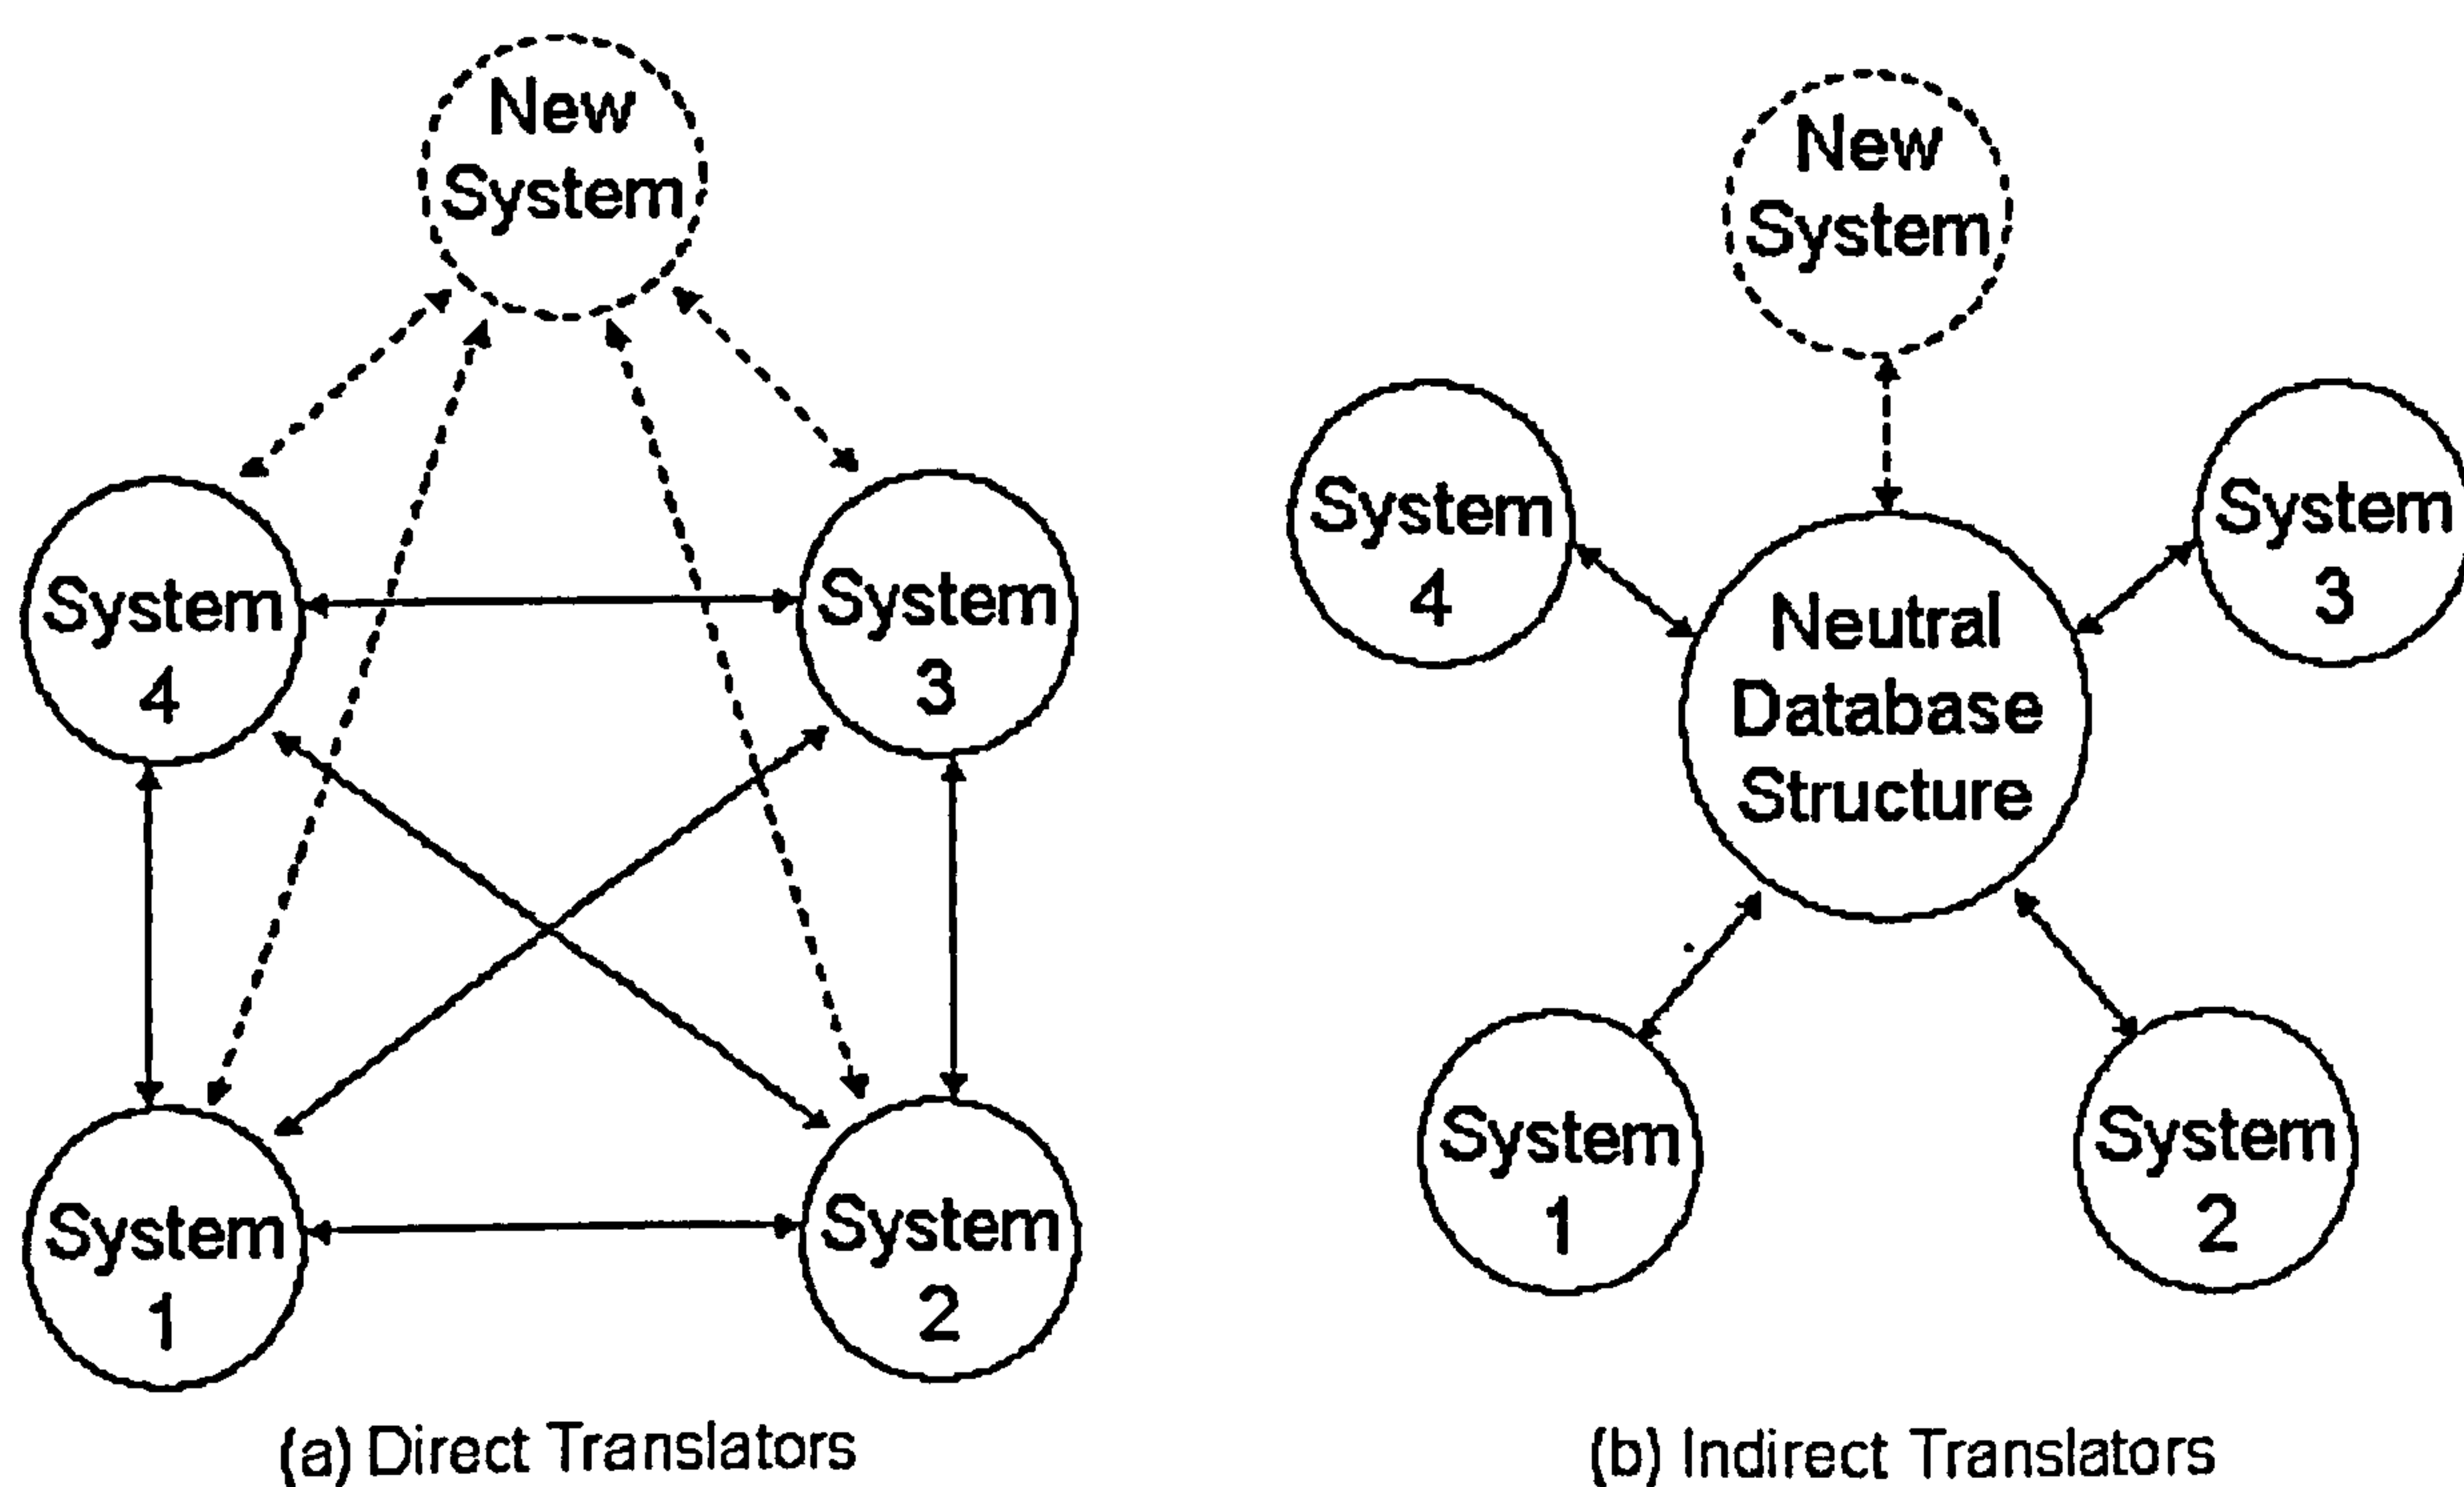 New
System
System
4
System
3
System
1
System
2
(a) Direct Translators
New
System
System
4
System
3
Neutral
Database
Structure
System
1
System
2
(b) Indirect Translators